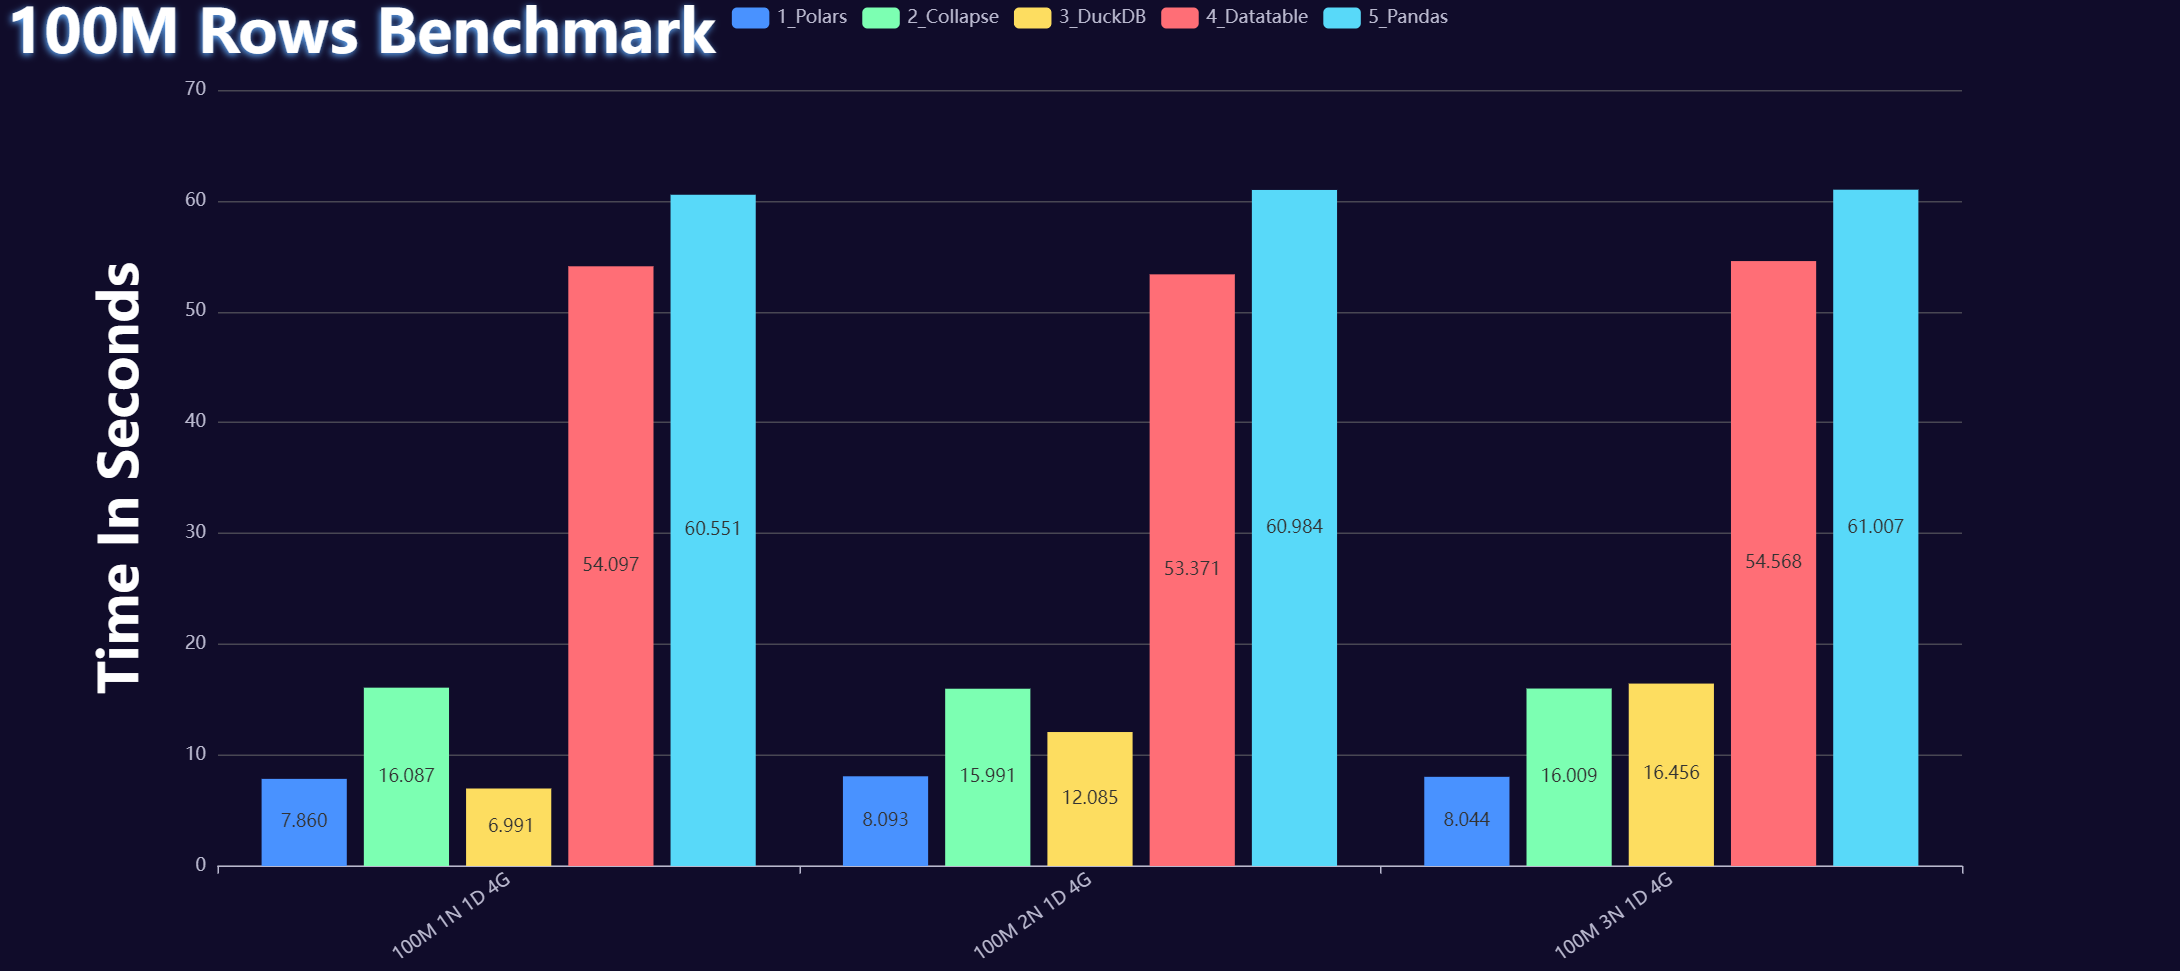 100M Rows Benchmark
1_Polars 2_Collapse 3_DuckDB 4_Datatable 5_Pandas
Time In Seconds
70
60
50
40
30
20
10
0
7.860 16.087 6.991 54.097 60.551
8.093 15.991 12.085 53.371 60.984
8.044 16.009 16.456 54.568 61.007
100M 1N 1D 4G
100M 2N 1D 4G
100M 3N 1D 4G